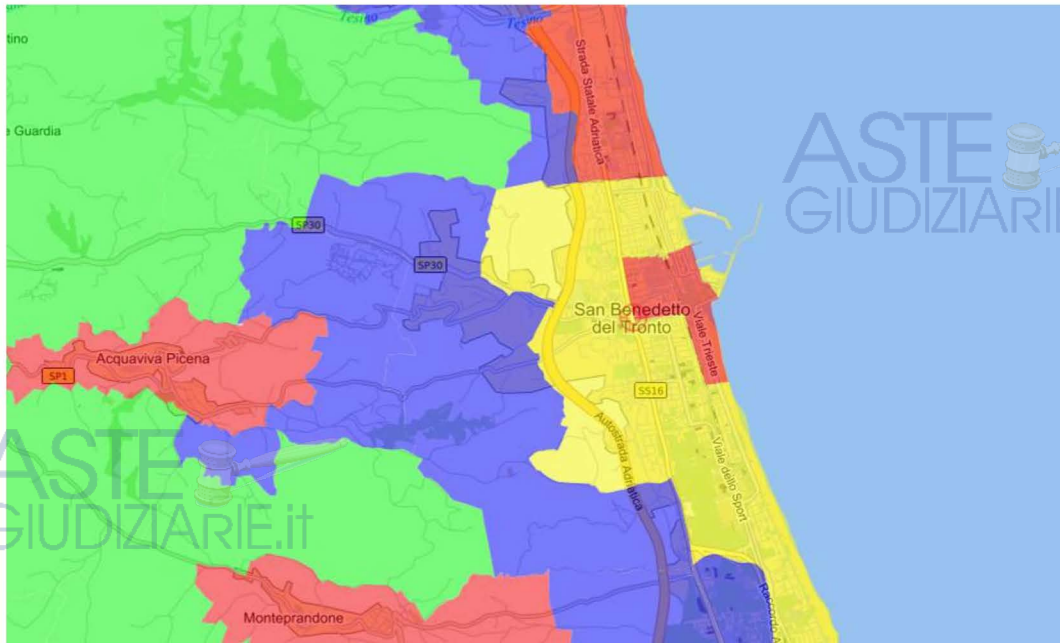 Tesino
Tesino
tino
Strada Statale Adriatica
e Guardia
ASTE
GIUDIZIARIE
SP30
SP30
San Benedetto
del Tronto
Viale Trieste
Acquaviva Picena
SP1
SS16
Autostrada Adriatica
Viale dello Sport
ASTE
GIUDIZIARIE.it
Raccordo A
Monteprandone